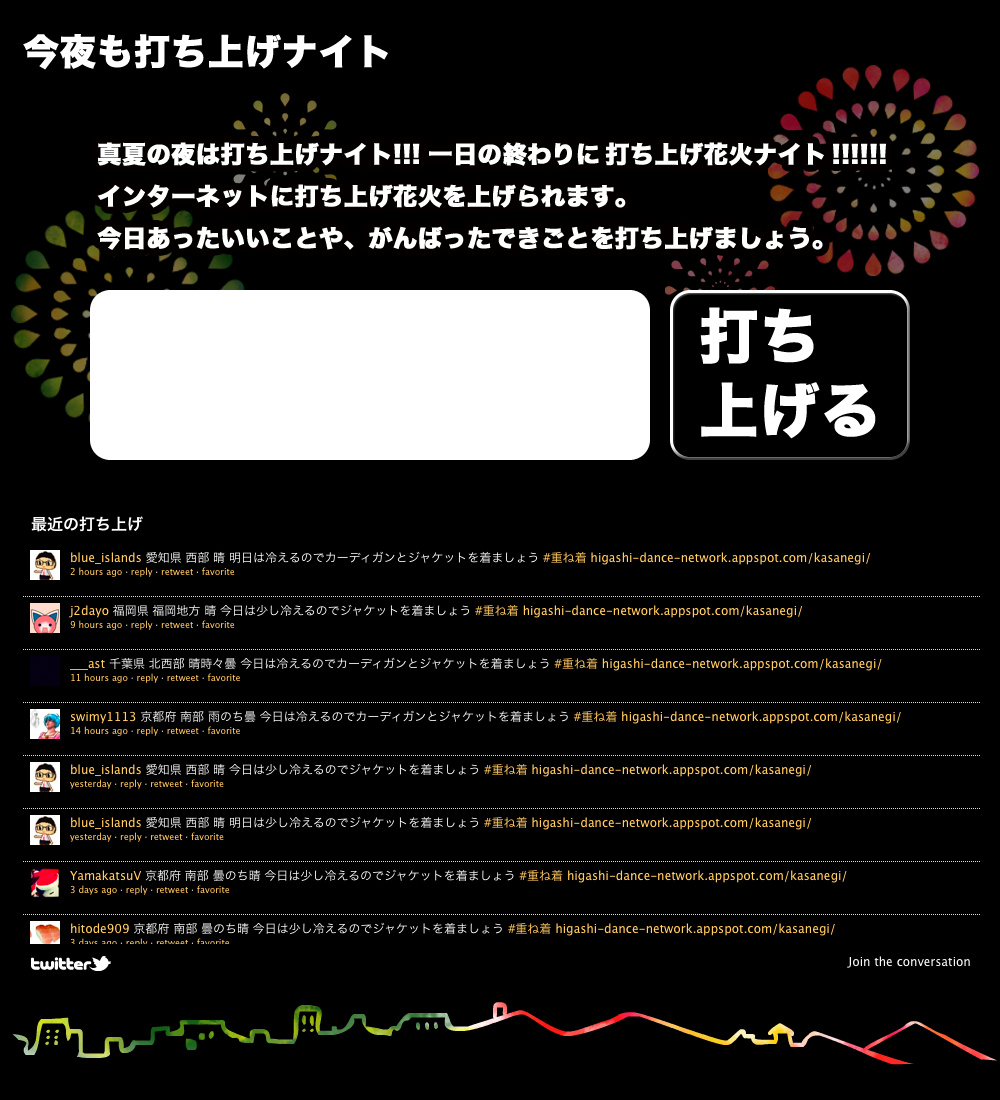 今夜も打ち上げナイト
真夏の夜は打ち上げナイト!!! 一日の終わりに 打ち上げ花火ナイト !!!!!!
インターネットに打ち上げ花火を上げられます。
今日あったいいことや、がんばったできごとを打ち上げましょう。
打ち
上げる
最近の打ち上げ
blue_islands 愛知県 西部 晴 明日は冷えるのでカーディガンとジャケットを着ましょう #重ね着 higashi-dance-network.appspot.com/kasanegi/
2 hours ago · reply · retweet · favorite
j2dayo 福岡県 福岡地方 晴 今日は少し冷えるのでジャケットを着ましょう #重ね着 higashi-dance-network.appspot.com/kasanegi/
9 hours ago · reply · retweet · favorite
___ast 千葉県 北西部 晴時々曇 今日は冷えるのでカーディガンとジャケットを着ましょう #重ね着 higashi-dance-network.appspot.com/kasanegi/
11 hours ago · reply · retweet · favorite
swimy1113 京都府 南部 雨のち曇 今日は冷えるのでカーディガンとジャケットを着ましょう #重ね着 higashi-dance-network.appspot.com/kasanegi/
14 hours ago · reply · retweet · favorite
blue_islands 愛知県 西部 晴 今日は少し冷えるのでジャケットを着ましょう #重ね着 higashi-dance-network.appspot.com/kasanegi/
yesterday · reply · retweet · favorite
blue_islands 愛知県 西部 晴 明日は少し冷えるのでジャケットを着ましょう #重ね着 higashi-dance-network.appspot.com/kasanegi/
yesterday · reply · retweet · favorite
YamakatsuV 京都府 南部 曇のち晴 今日は少し冷えるのでジャケットを着ましょう #重ね着 higashi-dance-network.appspot.com/kasanegi/
3 days ago · reply · retweet · favorite
hitode909 京都府 南部 曇のち晴 今日は少し冷えるのでジャケットを着ましょう #重ね着 higashi-dance-network.appspot.com/kasanegi/
3 days ago · reply · retweet · favorite
twitter
Join the conversation